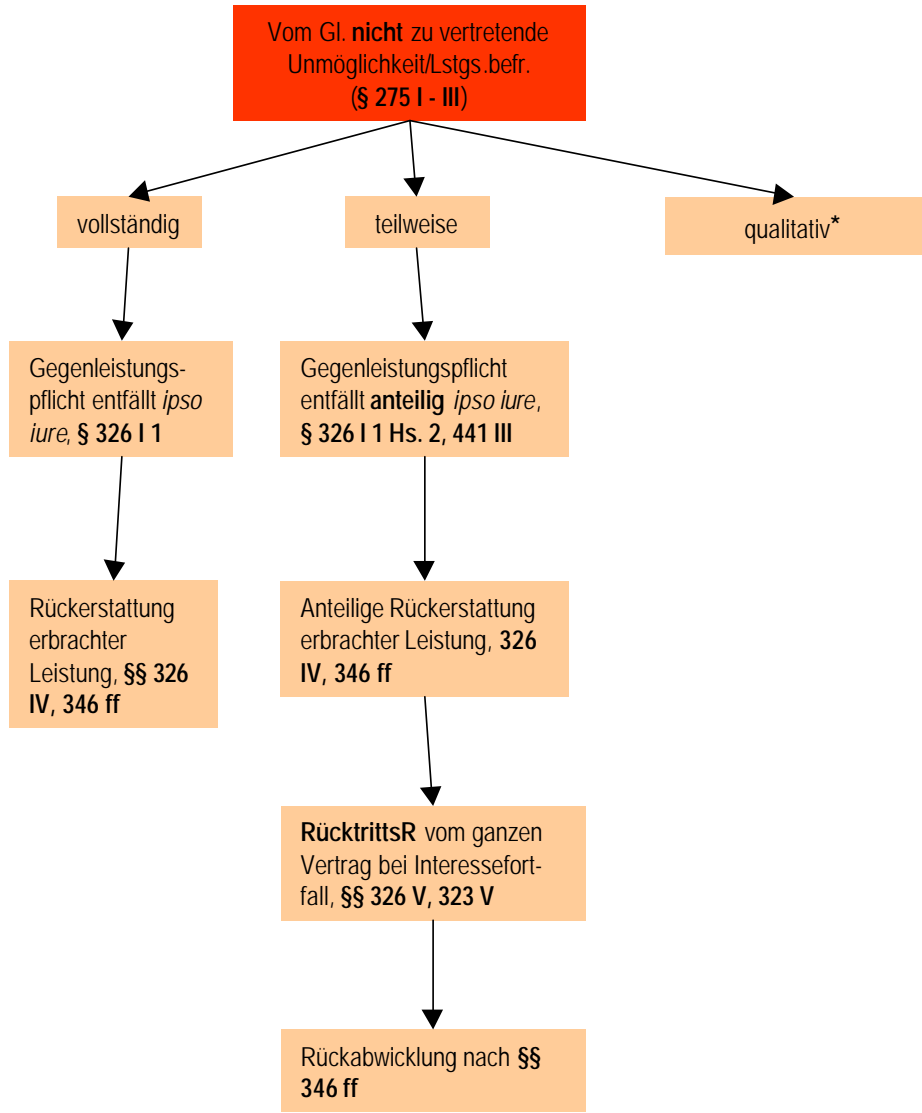 Vom Gl. nicht zu vertretende
Unmöglichkeit/Lstgs.befr.
(§ 275 I - III)
vollständig
teilweise
qualitativ*
Gegenleistungs-
pflicht entfällt ipso
iure, § 326 I 1
Gegenleistungspflicht
entfällt anteilig ipso iure,
§ 326 I 1 Hs. 2, 441 III
Rückerstattung
erbrachter
Leistung, §§ 326
IV, 346 ff
Anteilige Rückerstattung
erbrachter Leistung, 326
IV, 346 ff
RücktrittsR vom ganzen
Vertrag bei Interessefort-
fall, §§ 326 V, 323 V
Rückabwicklung nach §§
346 ff